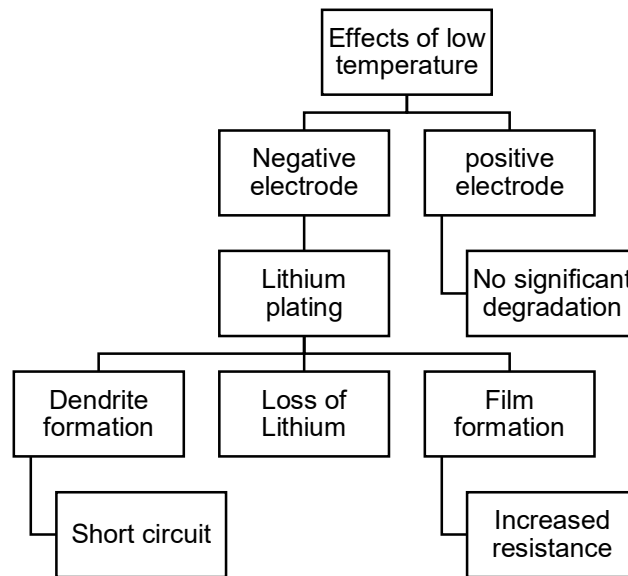 Effects of low
temperature
Negative
electrode
positive
electrode
Lithium
plating
No significant
degradation
Dendrite
formation
Loss of
Lithium
Film
formation
Short circuit
Increased
resistance